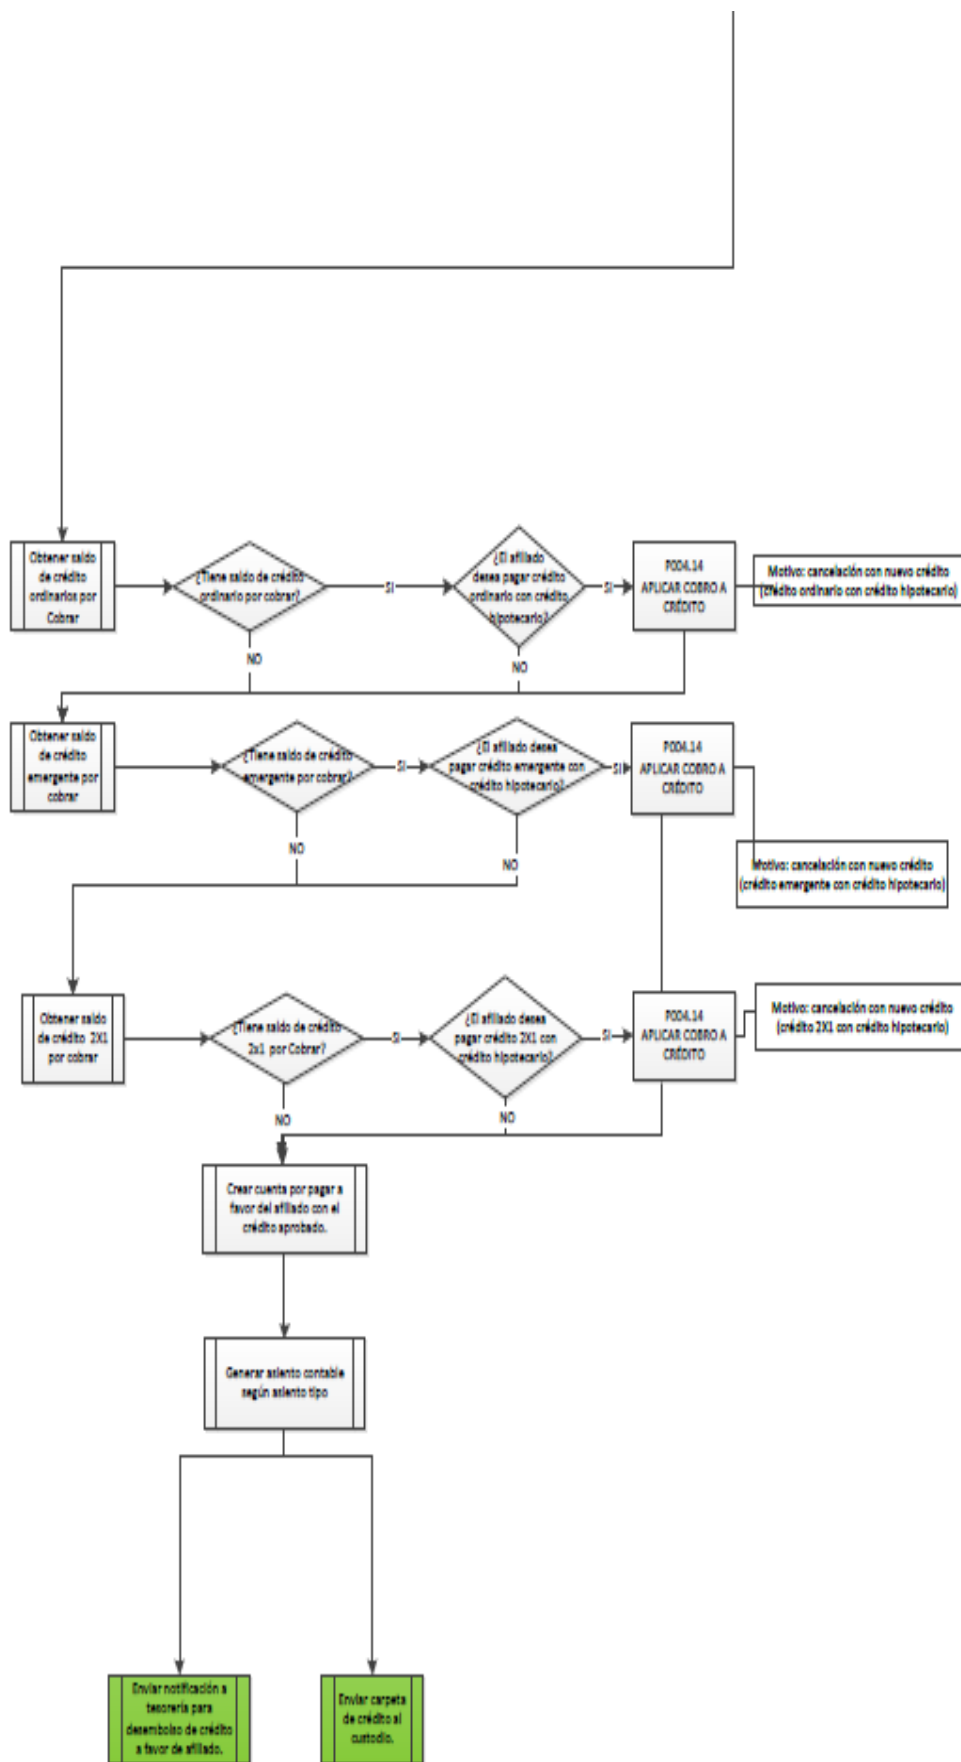 Obtener saldo
de crédito
ordinarios por
Cobrar
¿Tiene saldo de crédito
ordinario por cobrar?
SI
¿El afiliado
desea pagar crédito
ordinario con crédito
hipotecario?
SI
P004.14
APLICAR COBRO A
CRÉDITO
Motivo: cancelación con nuevo crédito
(crédito ordinario con crédito hipotecario)
NO
NO
Obtener saldo
de crédito
emergente por
cobrar
¿Tiene saldo de crédito
emergente por cobrar?
SI
¿El afiliado desea
pagar crédito emergente con
crédito hipotecario?
SI
P004.14
APLICAR COBRO A
CRÉDITO
NO
NO
Motivo: cancelación con nuevo crédito
(crédito emergente con crédito hipotecario)
Obtener saldo
de crédito 2X1
por cobrar
¿Tiene saldo de crédito
2x1 por Cobrar?
SI
¿El afiliado desea
pagar crédito 2X1 con
crédito hipotecario?
SI
P004.14
APLICAR COBRO A
CRÉDITO
Motivo: cancelación con nuevo crédito
(crédito 2X1 con crédito hipotecario)
NO
NO
Crear cuenta por pagar a
favor del afiliado con el
crédito aprobado.
Generar asiento contable
según asiento tipo
Enviar notificación a
tesorería para
desembolso de crédito
a favor de afiliado.
Enviar carpeta
de crédito al
custodio.